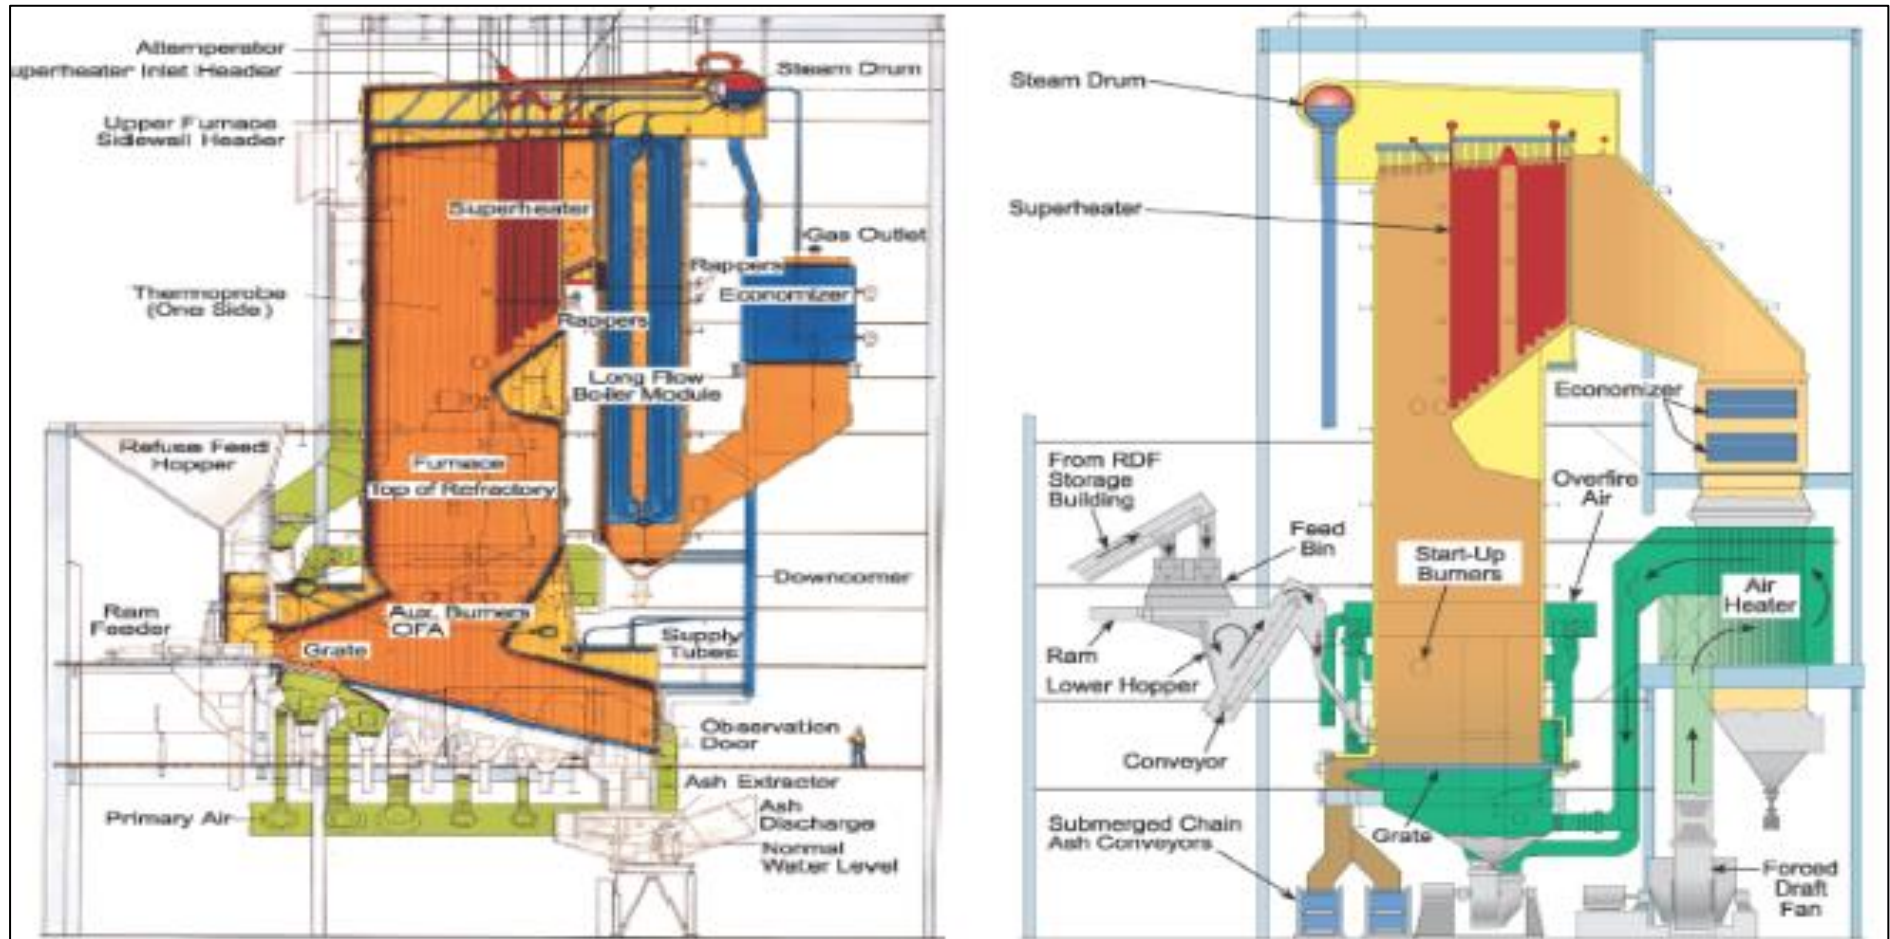 Attemperator
uperheater Inlet Header
Steam Drum
Upper Furnace
Sidewall Header
Superheater
Gas Outlet
Rappers
Economizer
Thermoprobe
(One Side)
Rappers
Long Flow
Boiler Module
Refuse Feed
Hopper
Furnace
Top of Refractory
Downcomer
Ram
Feeder
Aux. Burners
OFA
Grate
Supply
Tubes
Observation
Door
Ash Extractor
Primary Air
Ash
Discharge
Normal
Water Level
Steam Drum
Superheater
Economizer
From RDF
Storage
Building
Overfire
Air
Feed
Bin
Start-Up
Burners
Air
Heater
Ram
Lower Hopper
Conveyor
Submerged Chain
Ash Conveyors
Grate
Forced
Draft
Fan